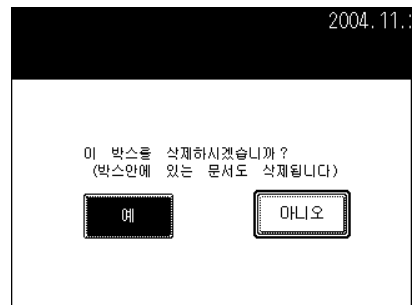 2004.11.
이 박스를 삭제하시겠습니까?
(박스안에 있는 문서도 삭제됩니다)
예
아니오